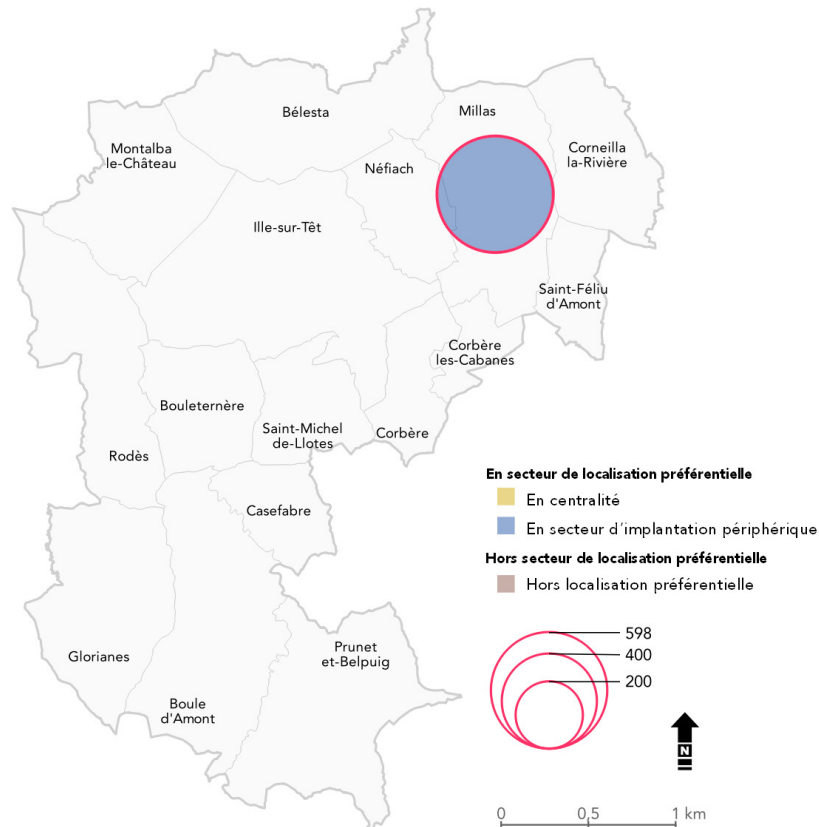 Bélesta
Millas
Montalba
le-Château
Corneilla
la-Rivière
Néfiach
Ille-sur-Têt
Saint-Féliu
d'Amont
Corbère
les-Cabanes
Bouleternère
Saint-Michel
de-Llotes
Corbère
Rodès
Casefabre
Glorianes
Prunet
et-Belpuig
Boule
d'Amont
En secteur de localisation préférentielle
En centralité
En secteur d'implantation périphérique
Hors secteur de localisation préférentielle
Hors localisation préférentielle
598
400
200
N
0 0,5 1 km